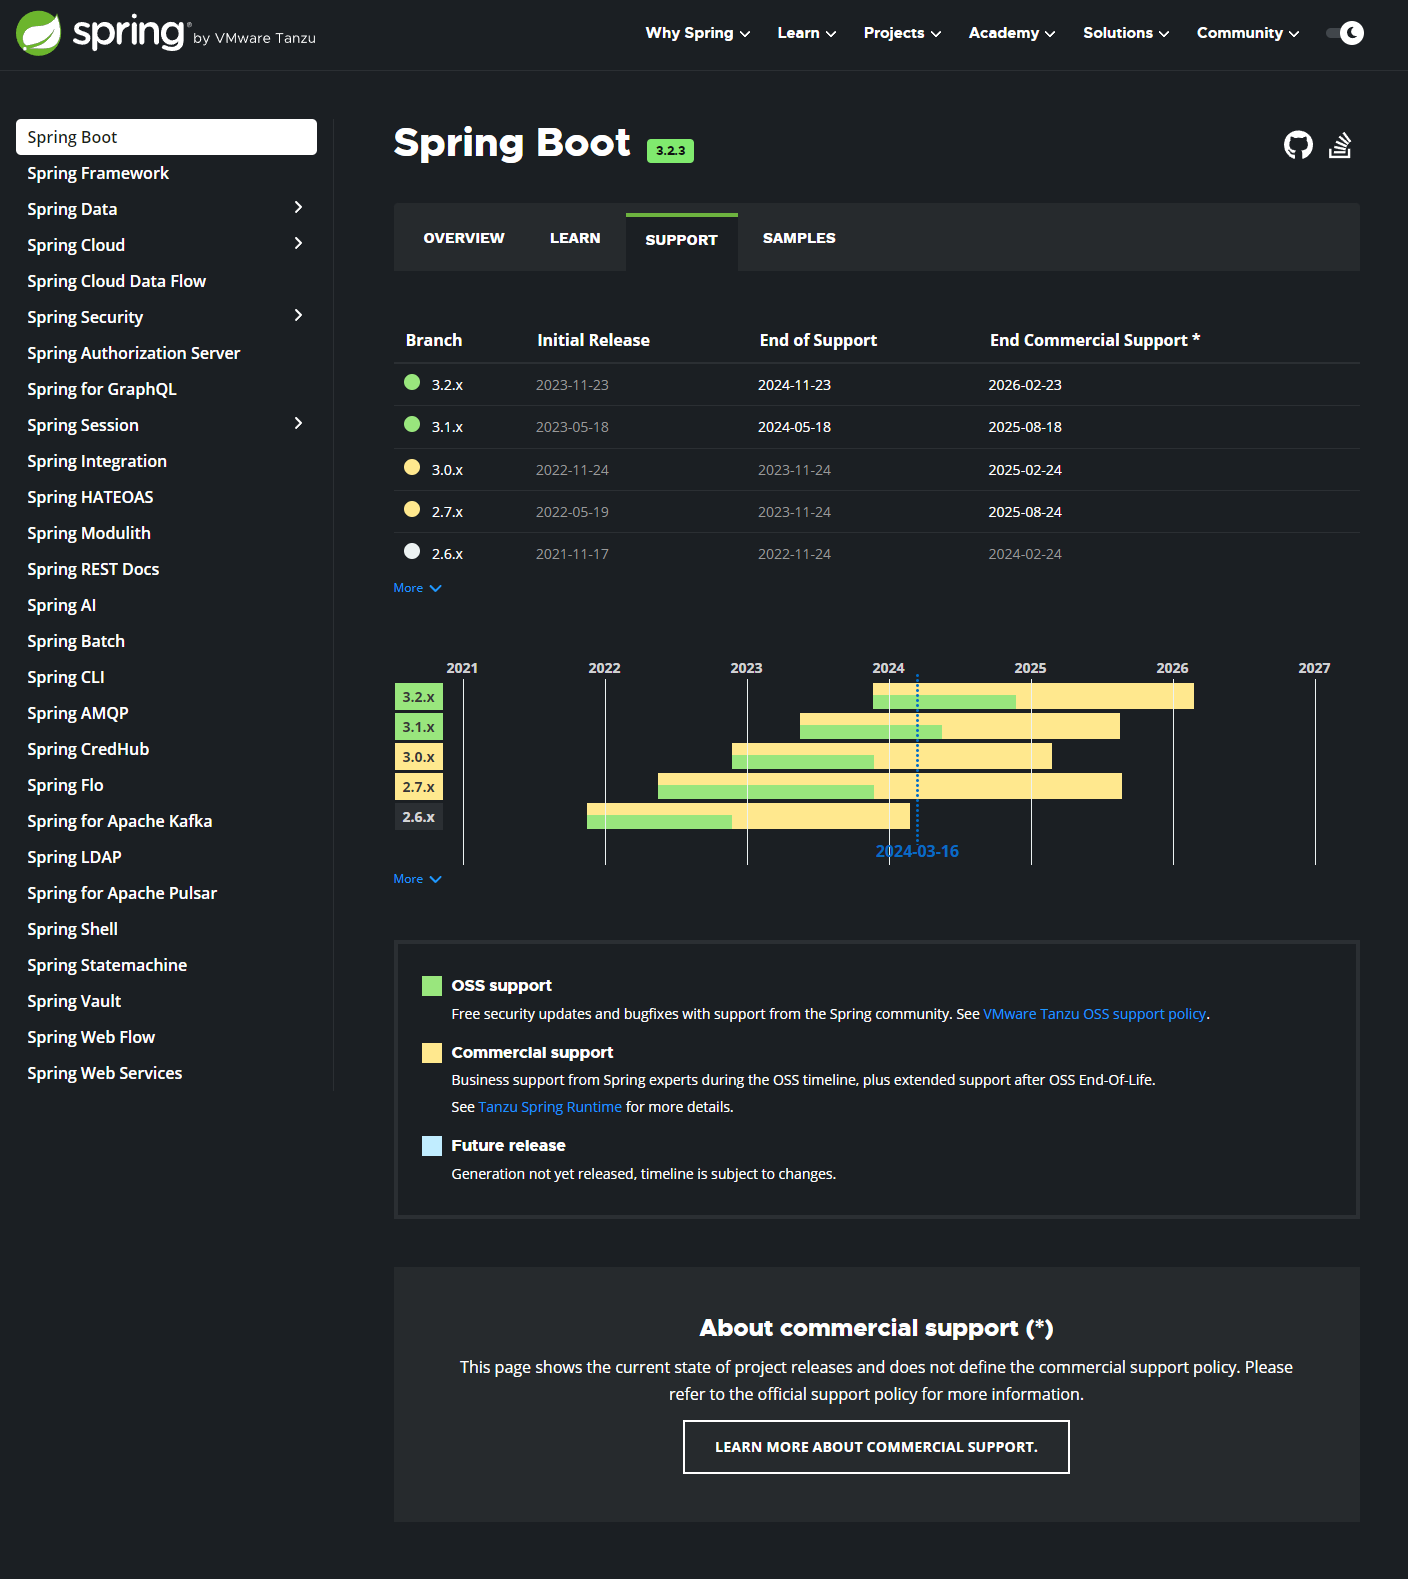 spring® by VMware Tanzu
Why Spring
Learn
Projects
Academy
Solutions
Community
Spring Boot
Spring Framework
Spring Data
Spring Cloud
Spring Cloud Data Flow
Spring Security
Spring Authorization Server
Spring for GraphQL
Spring Session
Spring Integration
Spring HATEOAS
Spring Modulith
Spring REST Docs
Spring AI
Spring Batch
Spring CLI
Spring AMQP
Spring CredHub
Spring Flo
Spring for Apache Kafka
Spring LDAP
Spring for Apache Pulsar
Spring Shell
Spring Statemachine
Spring Vault
Spring Web Flow
Spring Web Services
Spring Boot 3.2.3
OVERVIEW LEARN SUPPORT SAMPLES
Branch Initial Release End of Support End Commercial Support *
3.2.x 2023-11-23 2024-11-23 2026-02-23
3.1.x 2023-05-18 2024-05-18 2025-08-18
3.0.x 2022-11-24 2023-11-24 2025-02-24
2.7.x 2022-05-19 2023-11-24 2025-08-24
2.6.x 2021-11-17 2022-11-24 2024-02-24
More
2021 2022 2023 2024 2025 2026 2027
3.2.x
3.1.x
3.0.x
2.7.x
2.6.x
2024-03-16
More
OSS support
Free security updates and bugfixes with support from the Spring community. See VMware Tanzu OSS support policy.
Commercial support
Business support from Spring experts during the OSS timeline, plus extended support after OSS End-Of-Life.
See Tanzu Spring Runtime for more details.
Future release
Generation not yet released, timeline is subject to changes.
About commercial support (*)
This page shows the current state of project releases and does not define the commercial support policy. Please
refer to the official support policy for more information.
LEARN MORE ABOUT COMMERCIAL SUPPORT.